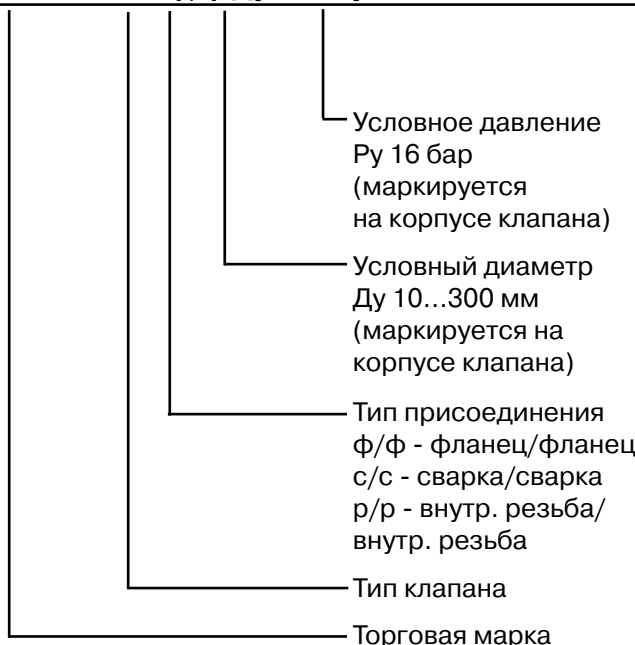 Условное давление
Ру 16 бар
(маркируется
на корпусе клапана)
Условный диаметр
Ду 10...300 мм
(маркируется на
корпусе клапана)
Тип присоединения
ф/ф - фланец/фланец
с/с - сварка/сварка
р/р - внутр. резьба/
внутр. резьба
Тип клапана
Торговая марка